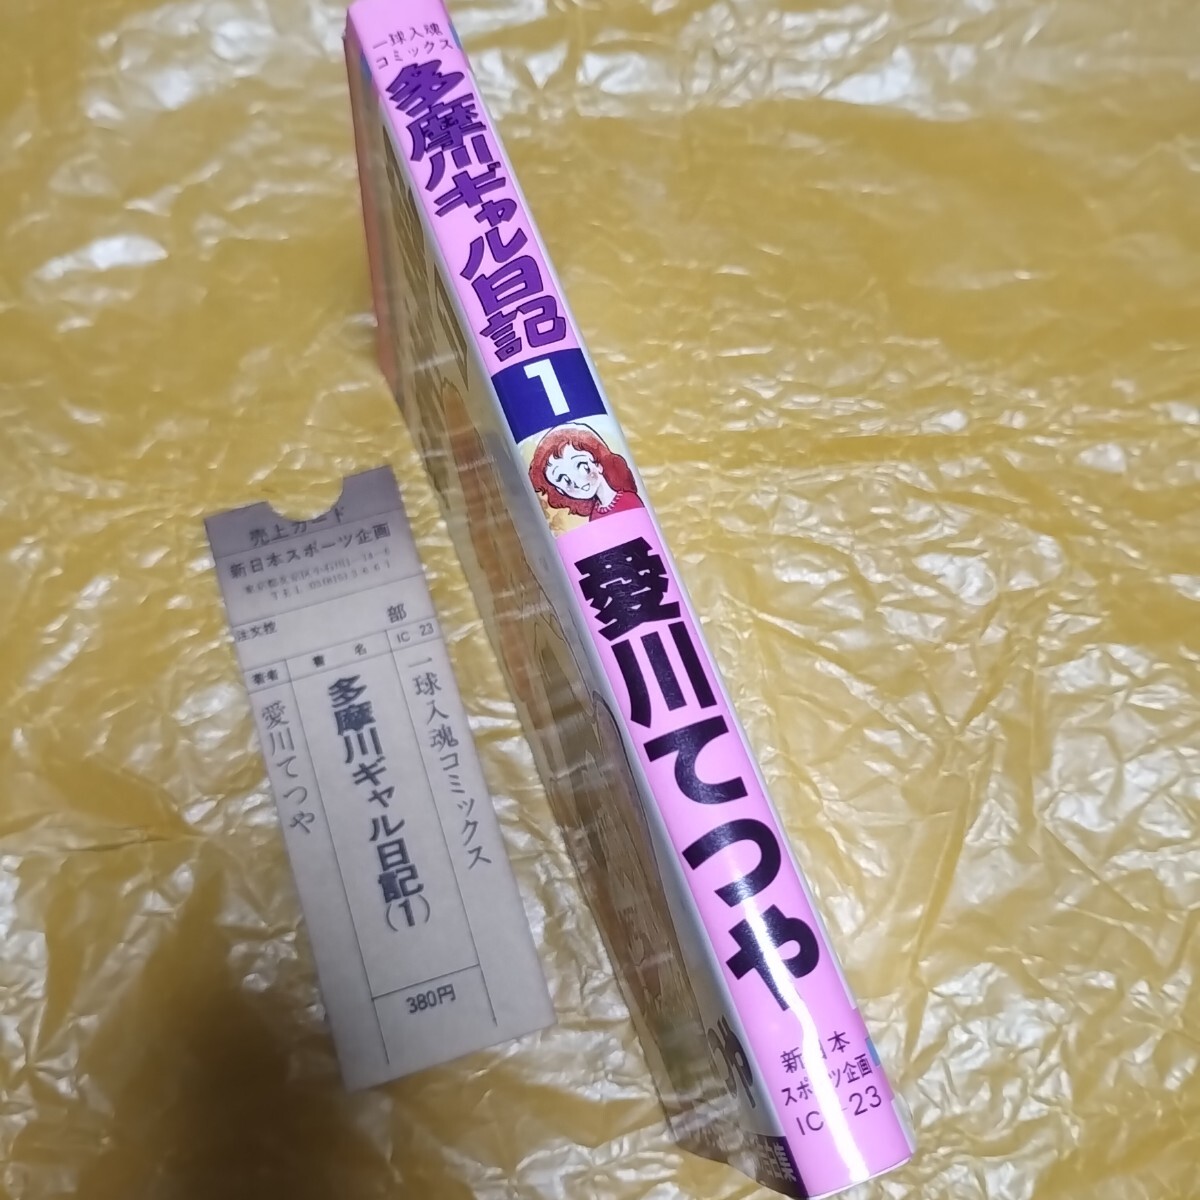 一球入魂
コミックス
多摩川ギャル日記
1
愛川てつや
新日本
スポーツ企画
IC-23
売上カード
新日本スポーツ企画
注文数
部
IC 23
著者
書名
一球入魂コミックス
多摩川ギャル日記(1)
愛川てつや
380円